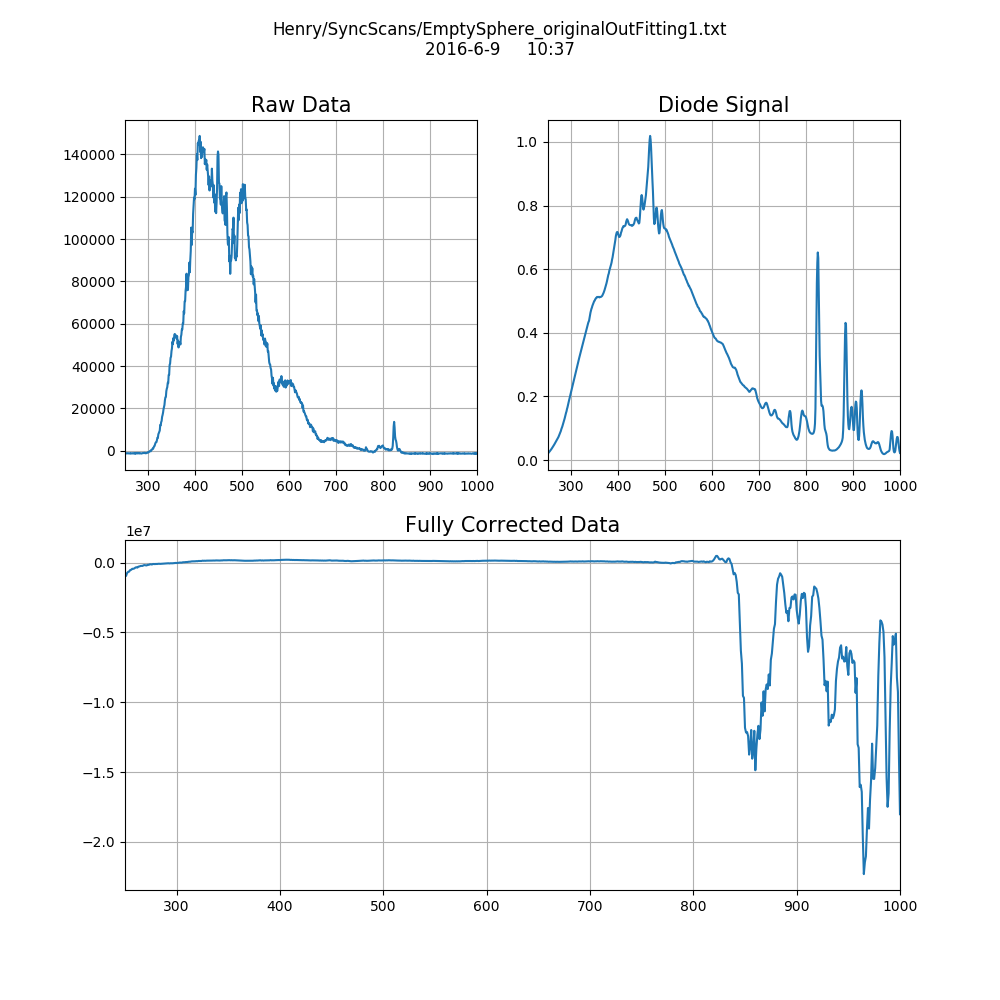 Henry/SyncScans/EmptySphere_originalOutFitting1.txt
2016-6-9 10:37
Raw Data
140000
120000
100000
80000
60000
40000
20000
0
300 400 500 600 700 800 900 1000
Diode Signal
1.0
0.8
0.6
0.4
0.2
0.0
300 400 500 600 700 800 900 1000
Fully Corrected Data
1e7
0.0
−0.5
−1.0
−1.5
−2.0
300 400 500 600 700 800 900 1000